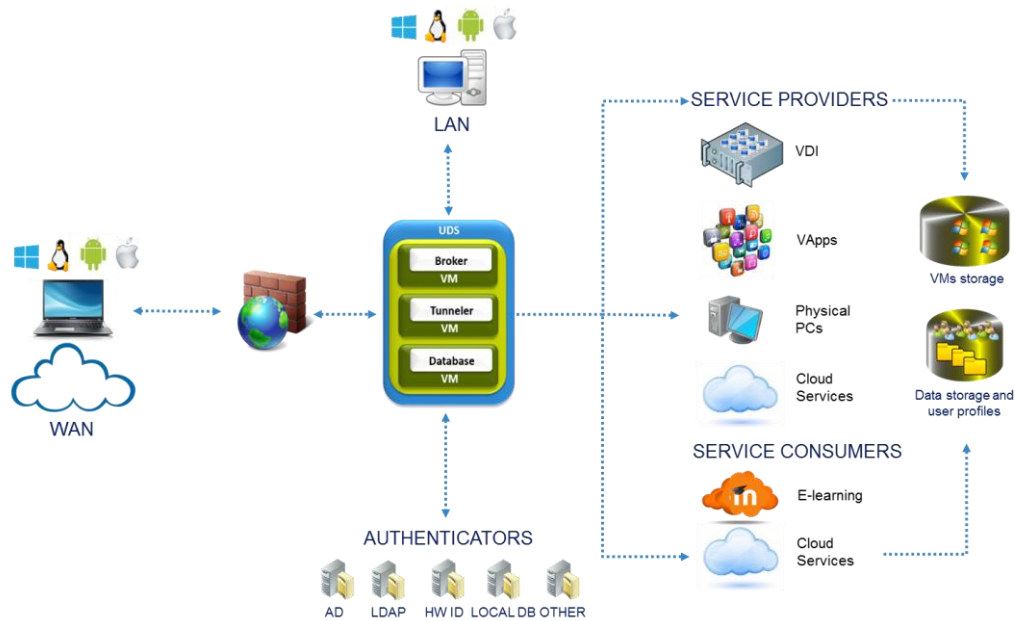 LAN
WAN
UDS
Broker
VM
Tunneler
VM
Database
VM
AUTHENTICATORS
AD
LDAP
HW ID
LOCAL DB
OTHER
SERVICE PROVIDERS
VDI
VApps
Physical
PCs
Cloud
Services
SERVICE CONSUMERS
m
E-learning
Cloud
Services
VMs storage
Data storage and
user profiles